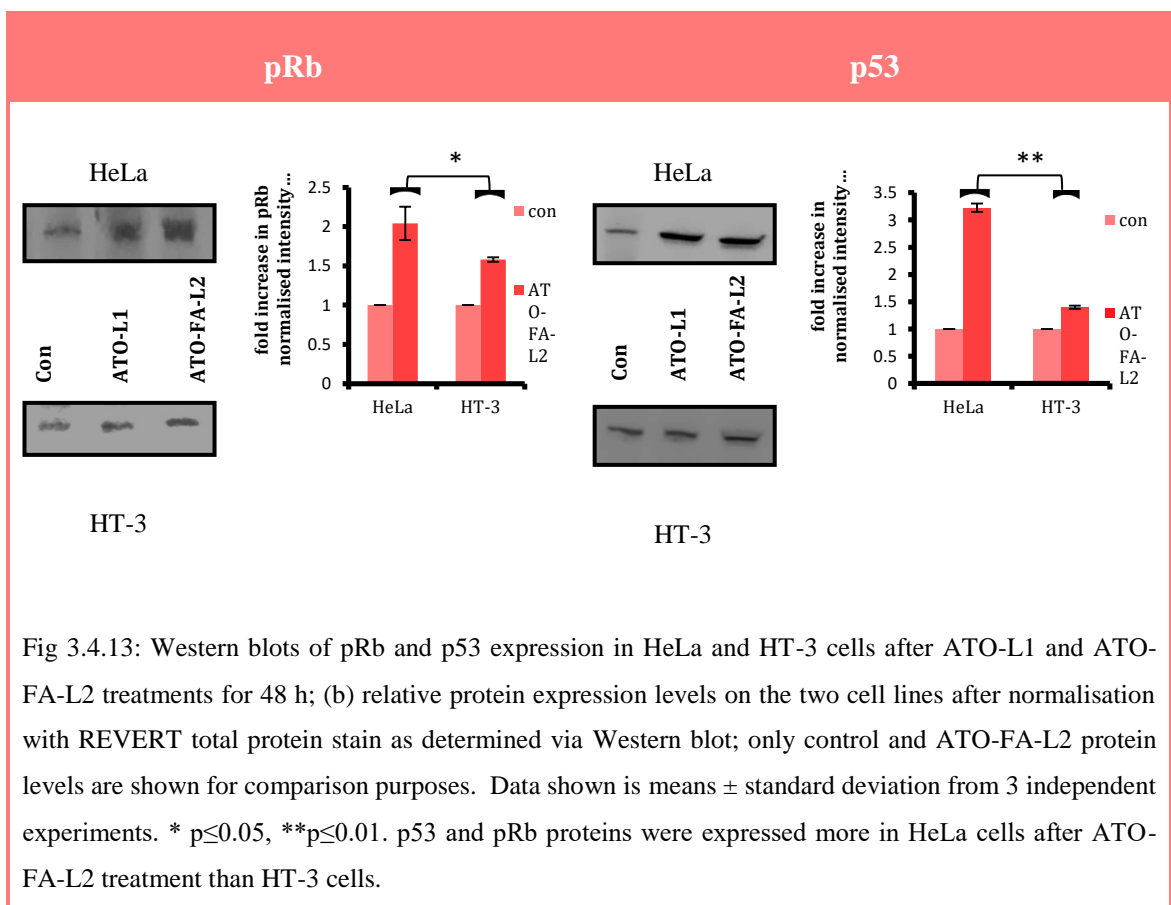 pRb
p53
HeLa
Con
ATO-L1
ATO-FA-L2
HT-3
fold increase in pRb
normalised intensity...
2.5
2
1.5
1
0.5
0
*
HeLa
HT-3
con
AT
O-
FA-
L2
HeLa
Con
ATO-L1
ATO-FA-L2
HT-3
fold increase in
normalised intensity...
3.5
3
2.5
2
1.5
1
0.5
0
**
HeLa
HT-3
con
AT
O-
FA-
L2
Fig 3.4.13: Western blots of pRb and p53 expression in HeLa and HT-3 cells after ATO-L1 and ATO-
FA-L2 treatments for 48 h; (b) relative protein expression levels on the two cell lines after normalisation
with REVERT total protein stain as determined via Western blot; only control and ATO-FA-L2 protein
levels are shown for comparison purposes. Data shown is means ± standard deviation from 3 independent
experiments. * p≤0.05, **p≤0.01. p53 and pRb proteins were expressed more in HeLa cells after ATO-
FA-L2 treatment than HT-3 cells.